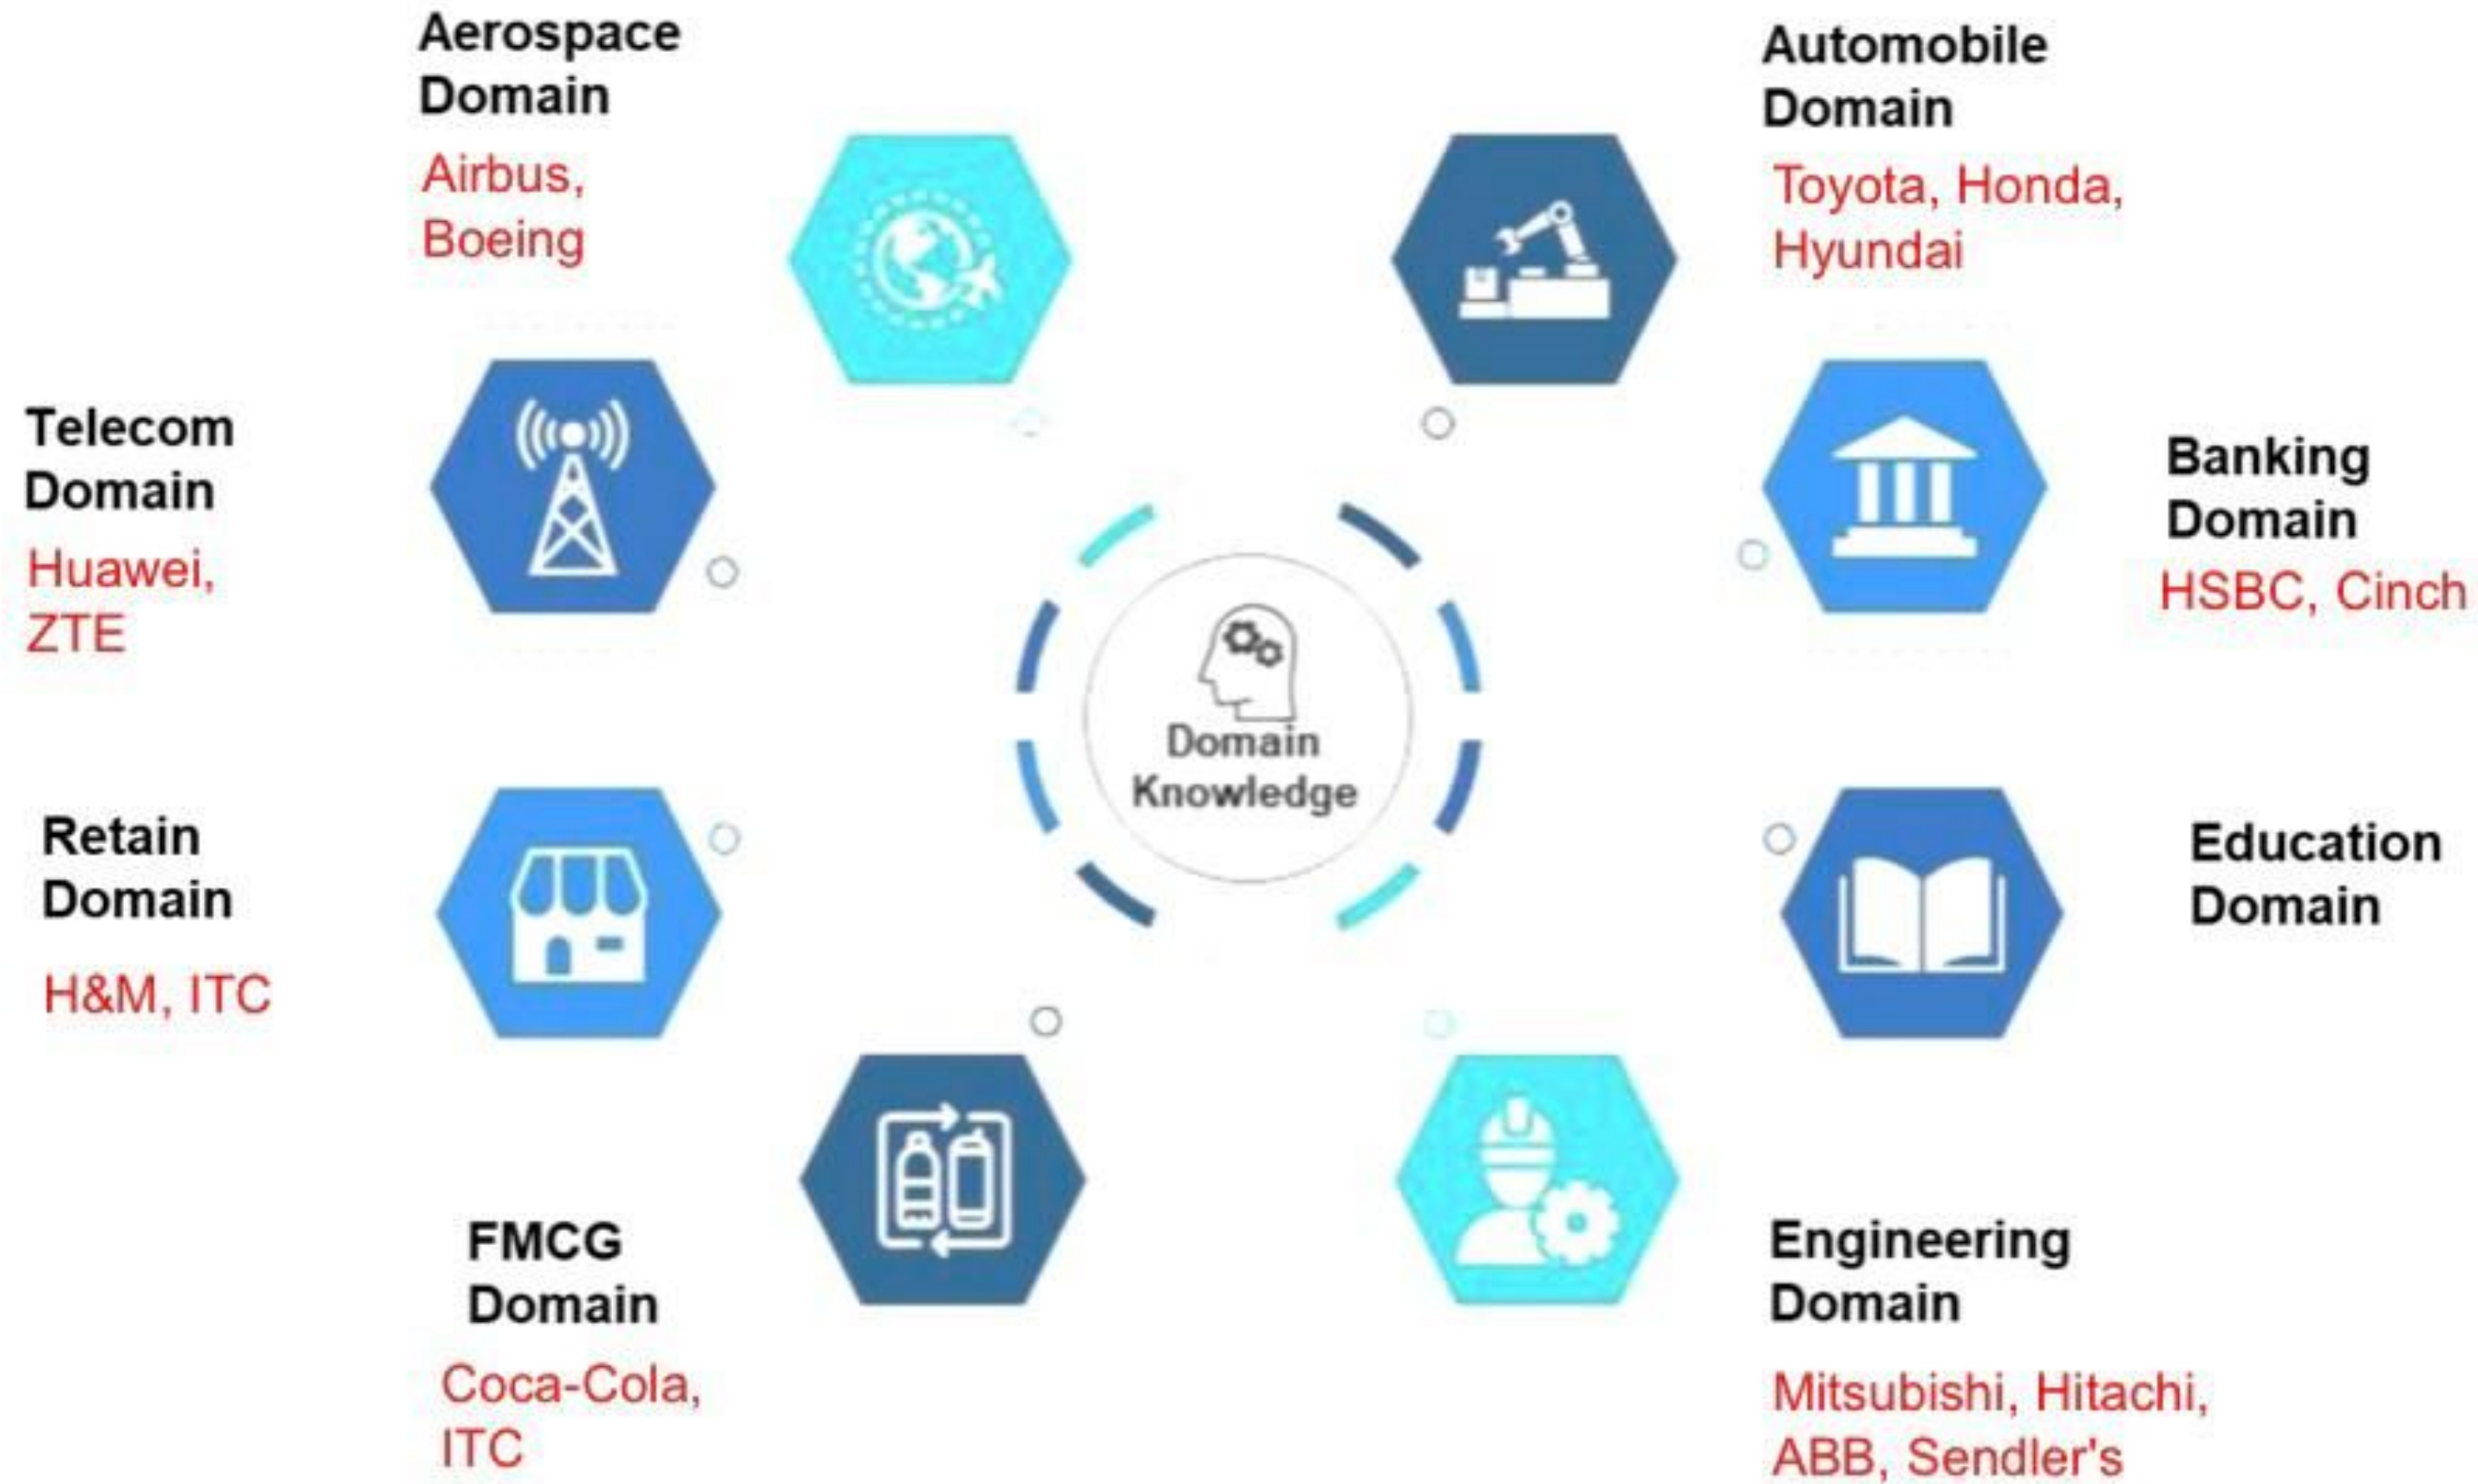 Aerospace
Domain
Airbus,
Boeing
Automobile
Domain
Toyota, Honda,
Hyundai
Telecom
Domain
Huawei,
ZTE
Banking
Domain
HSBC, Cinch
Domain
Knowledge
Retain
Domain
H&M, ITC
Education
Domain
FMCG
Domain
Coca-Cola,
ITC
Engineering
Domain
Mitsubishi, Hitachi,
ABB, Sendler's